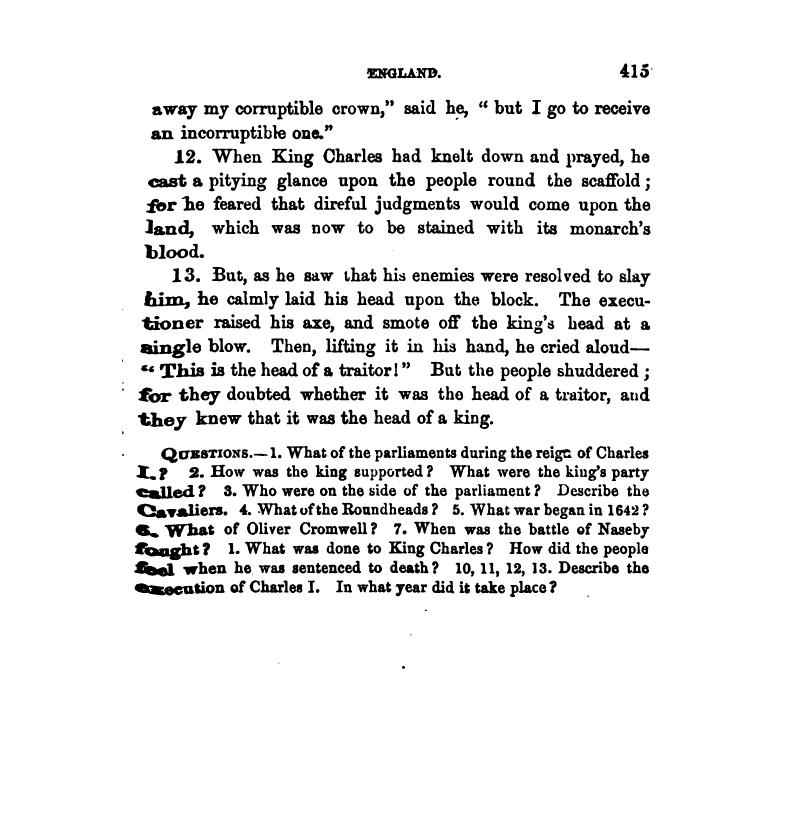 ENGLAND. 415
away my corruptible crown,” said he, “ but I go to receive
an incorruptible one.”
12. When King Charles had knelt down and prayed, he
cast a pitying glance upon the people round the scaffold ;
for he feared that direful judgments would come upon the
land, which was now to be stained with its monarch’s
blood.
13. But, as he saw that his enemies were resolved to slay
him, he calmly laid his head upon the block. The execu-
tioner raised his axe, and smote off the king’s head at a
single blow. Then, lifting it in his hand, he cried aloud—
“ This is the head of a traitor! ” But the people shuddered ;
for they doubted whether it was the head of a traitor, and
they knew that it was the head of a king.
QUESTIONS.—1. What of the parliaments during the reign of Charles
I.? 2. How was the king supported? What were the king’s party
called? 3. Who were on the side of the parliament? Describe the
Cavaliers. 4. What of the Roundheads? 5. What war began in 1642?
6. What of Oliver Cromwell? 7. When was the battle of Naseby
fought? 1. What was done to King Charles? How did the people
feel when he was sentenced to death? 10, 11, 12, 13. Describe the
execution of Charles I. In what year did it take place?